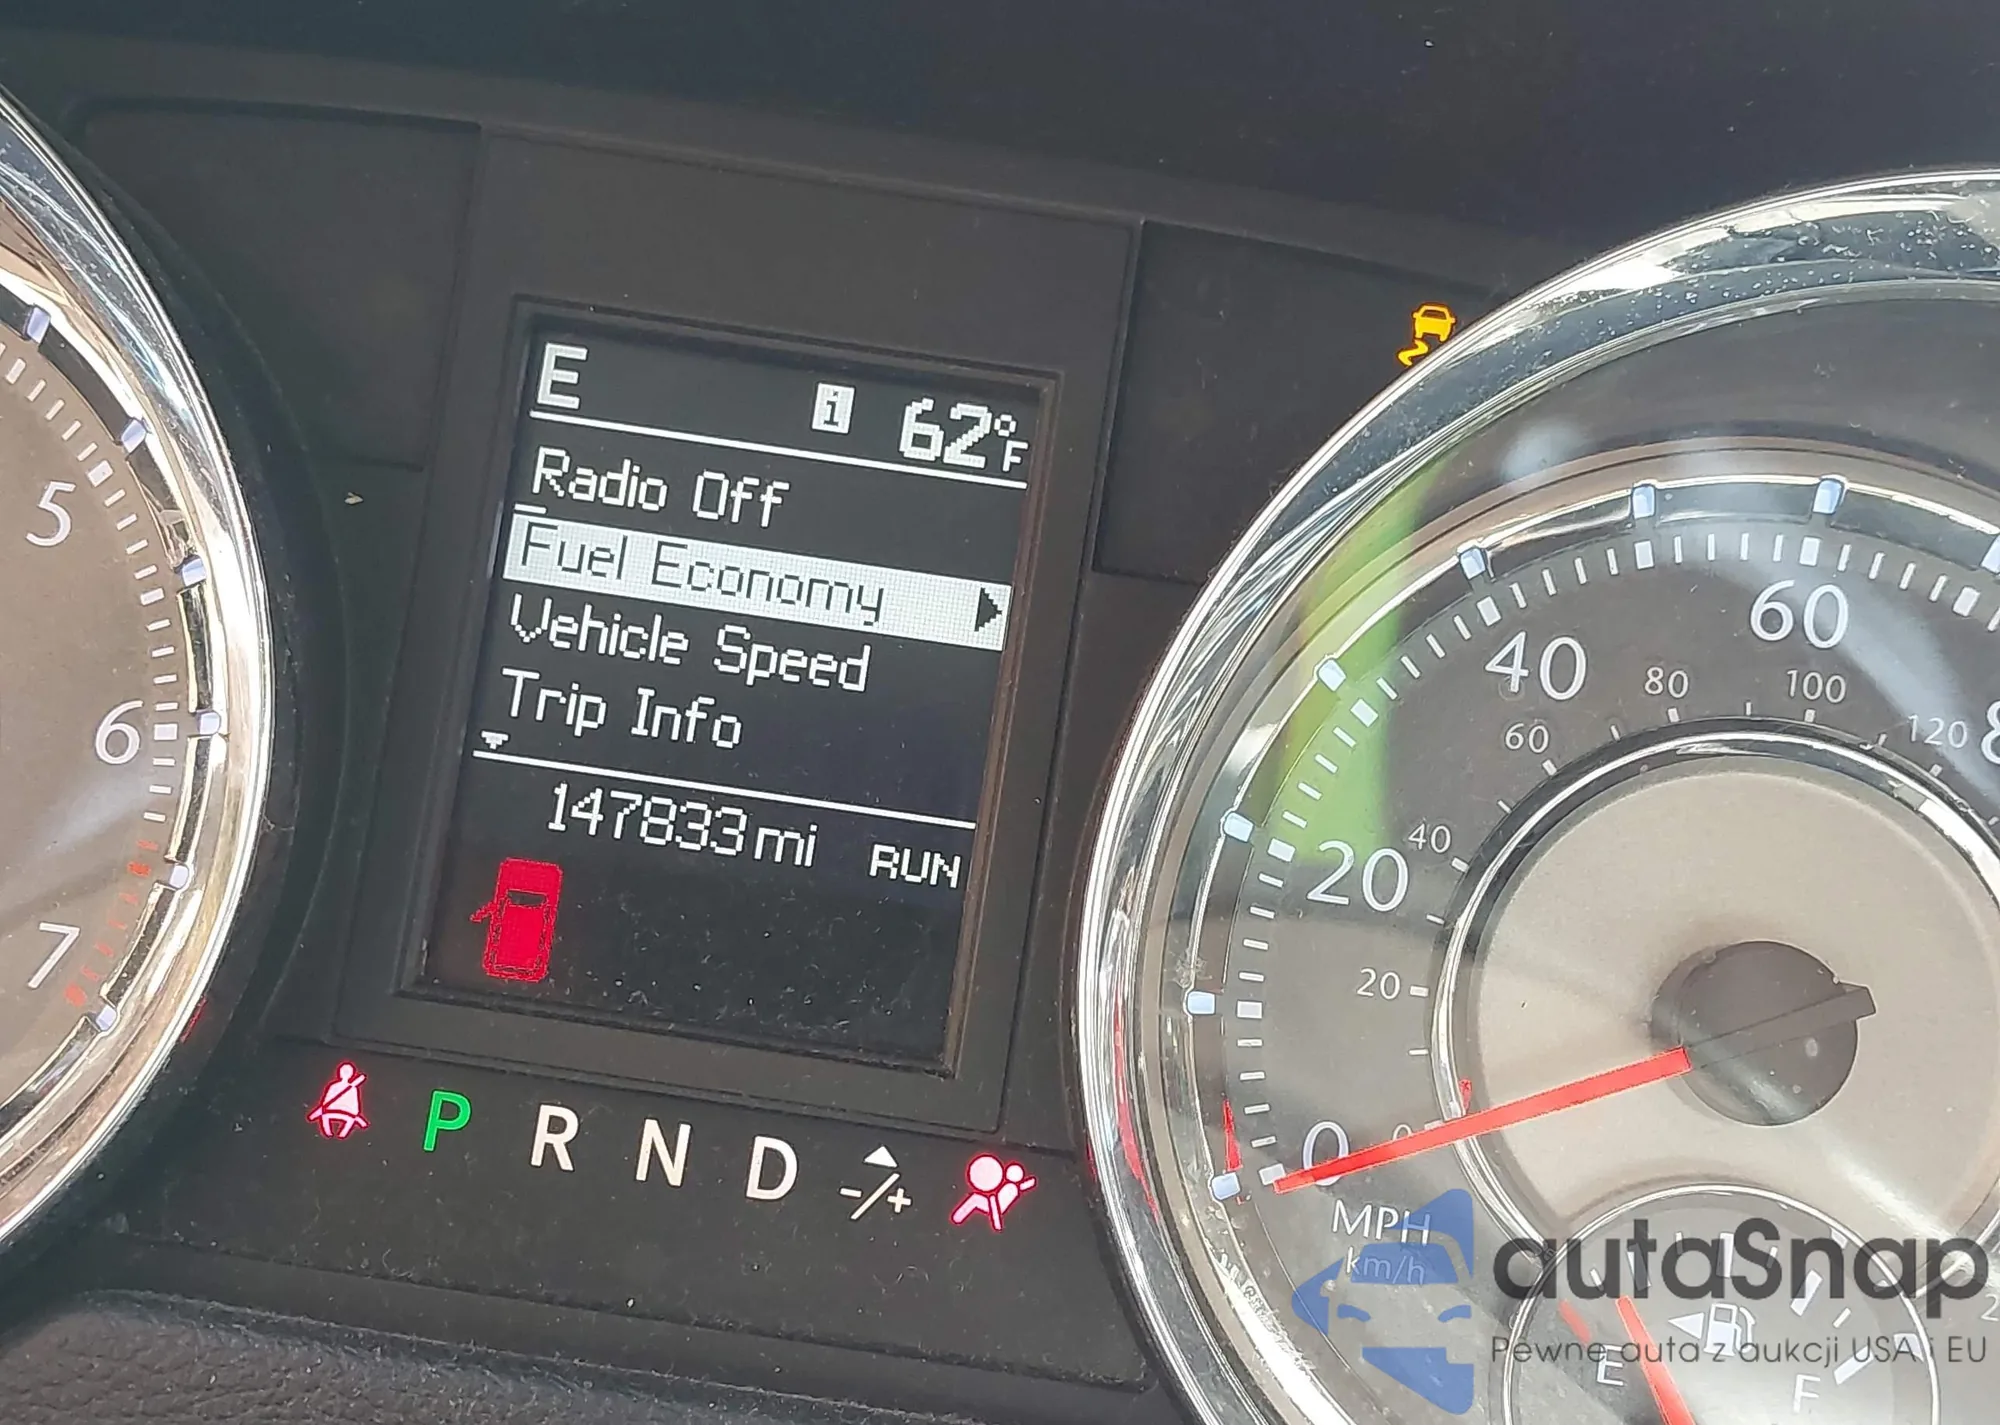 E i 62°F
Radio Off
Fuel Economy
Vehicle Speed
Trip Info
147833 mi RUN
P R N D -/+
5
6
7
0
20
40
60
8
0
20
40
60
80
100
120
MPH
km/h
E
F
autaSnap
Pewne auta z aukcji USA i EU